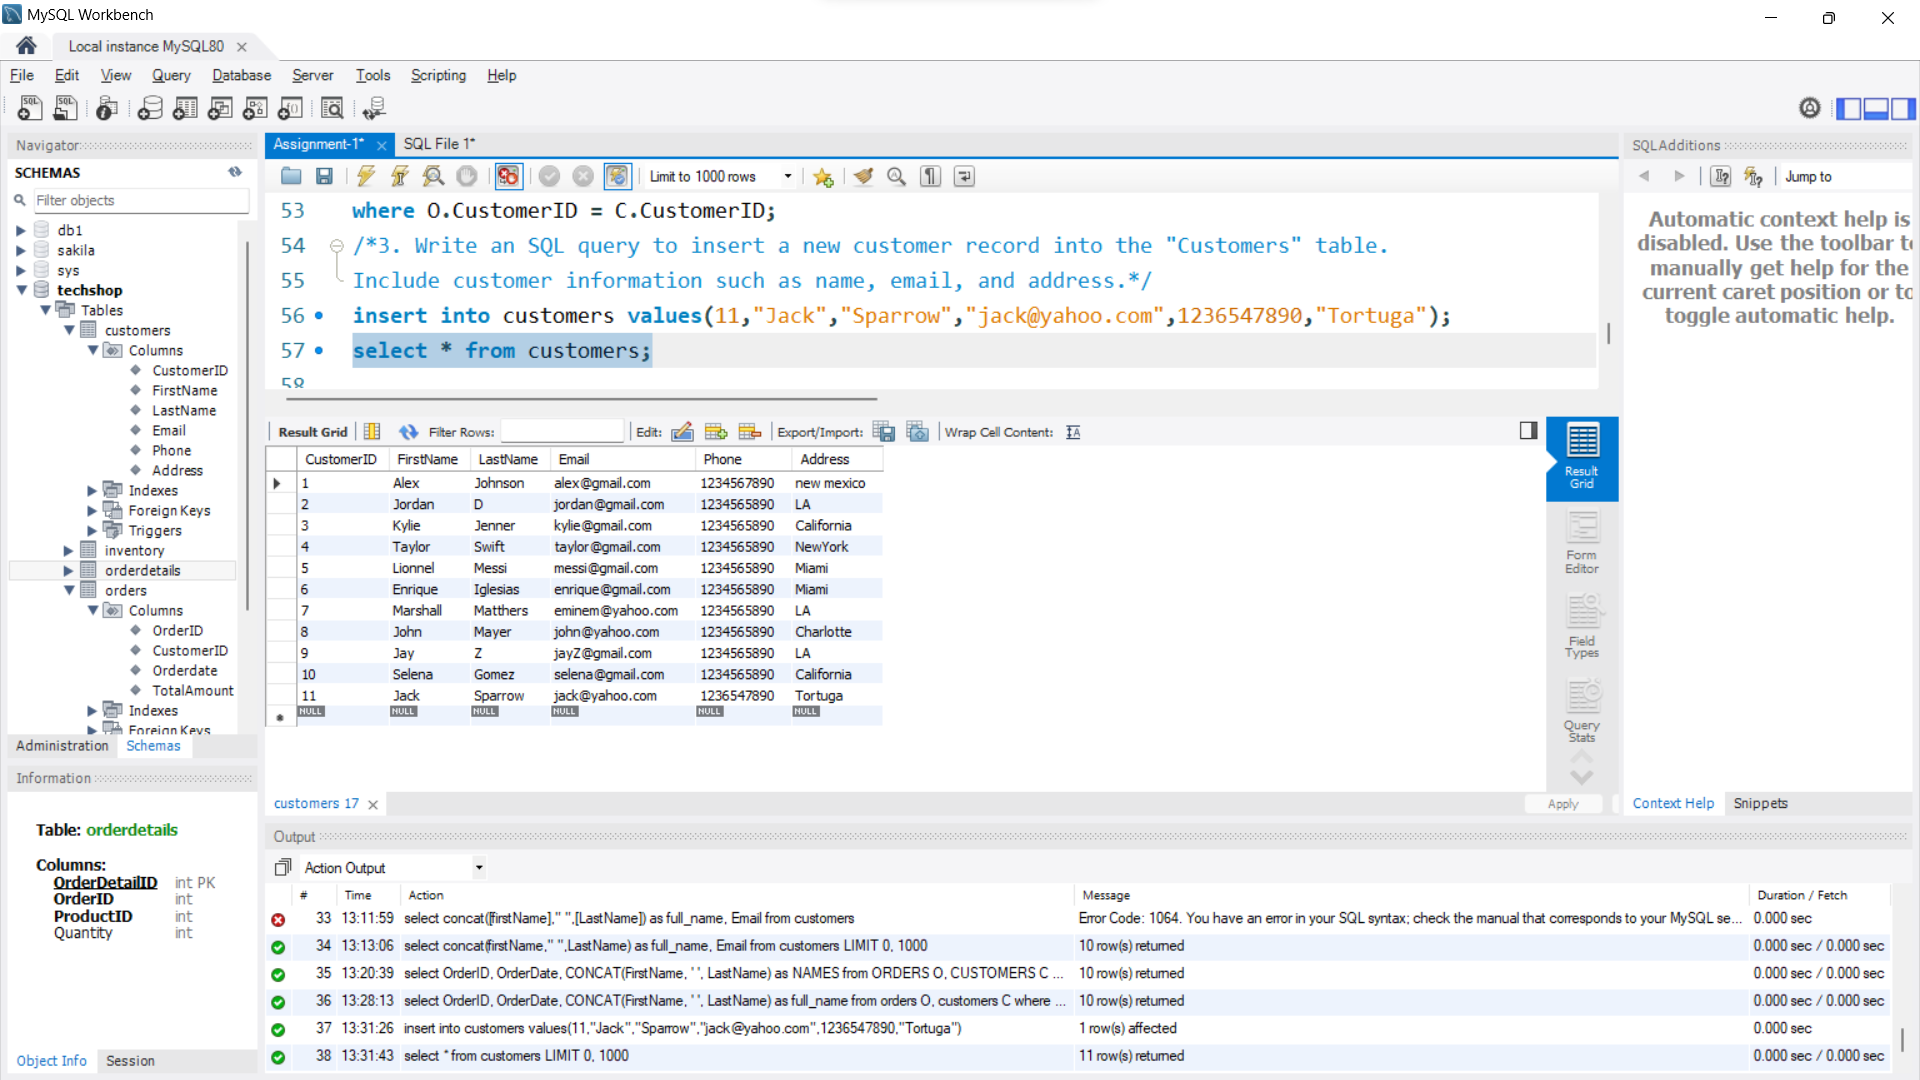 MySQL Workbench
Local instance MySQL80
File Edit View Query Database Server Tools Scripting Help
Navigator
SCHEMAS
Filter objects
db1
sakila
sys
techshop
Tables
customers
Columns
CustomerID
FirstName
LastName
Email
Phone
Address
Indexes
Foreign Keys
Triggers
inventory
orderdetails
orders
Columns
OrderID
CustomerID
Orderdate
TotalAmount
Indexes
Foreign Keys
Administration Schemas
Information
Table: orderdetails
Columns:
OrderDetailID int PK
OrderID int
ProductID int
Quantity int
Object Info Session
Assignment-1* SQL File 1*
Limit to 1000 rows
53 where O.CustomerID = C.CustomerID;
54 /*3. Write an SQL query to insert a new customer record into the "Customers" table.
55 Include customer information such as name, email, and address.*/
56 insert into customers values(11,"Jack","Sparrow","jack@yahoo.com",1236547890,"Tortuga");
57 select * from customers;
58
Result Grid Filter Rows: Edit: Export/Import: Wrap Cell Content:
CustomerID FirstName LastName Email Phone Address
1 Alex Johnson alex@gmail.com 1234567890 new mexico
2 Jordan D jordan@gmail.com 1234565890 LA
3 Kylie Jenner kylie@gmail.com 1234565890 California
4 Taylor Swift taylor@gmail.com 1234565890 NewYork
5 Lionnel Messi messi@gmail.com 1234565890 Miami
6 Enrique Iglesias enrique@gmail.com 1234565890 Miami
7 Marshall Matthers eminem@yahoo.com 1234565890 LA
8 John Mayer john@yahoo.com 1234565890 Charlotte
9 Jay Z jayZ@gmail.com 1234565890 LA
10 Selena Gomez selena@gmail.com 1234565890 California
11 Jack Sparrow jack@yahoo.com 1236547890 Tortuga
NULL NULL NULL NULL NULL NULL
Result Grid
Form Editor
Field Types
Query Stats
customers 17
Apply
SQLAdditions
Jump to
Automatic context help is
disabled. Use the toolbar to
manually get help for the
current caret position or to
toggle automatic help.
Context Help Snippets
Output
Action Output
# Time Action Message Duration / Fetch
33 13:11:59 select concat([firstName]," ",[LastName]) as full_name, Email from customers Error Code: 1064. You have an error in your SQL syntax; check the manual that corresponds to your MySQL se... 0.000 sec
34 13:13:06 select concat(firstName," ",LastName) as full_name, Email from customers LIMIT 0, 1000 10 row(s) returned 0.000 sec / 0.000 sec
35 13:20:39 select OrderID, OrderDate, CONCAT(FirstName, ' ', LastName) as NAMES from ORDERS O, CUSTOMERS C ... 10 row(s) returned 0.000 sec / 0.000 sec
36 13:28:13 select OrderID, OrderDate, CONCAT(FirstName, ' ', LastName) as full_name from orders O, customers C where ... 10 row(s) returned 0.000 sec / 0.000 sec
37 13:31:26 insert into customers values(11,"Jack","Sparrow","jack@yahoo.com",1236547890,"Tortuga") 1 row(s) affected 0.000 sec
38 13:31:43 select * from customers LIMIT 0, 1000 11 row(s) returned 0.000 sec / 0.000 sec